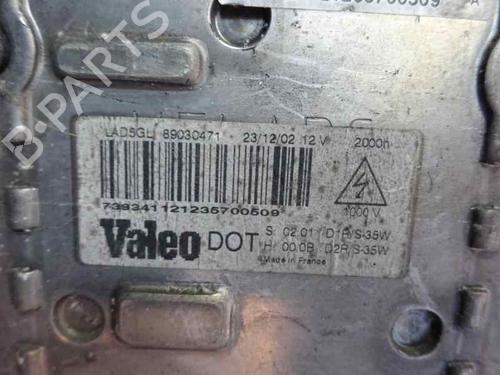 LAD5GL 89030471 23/12/02 12 V 2000h
739341121235700509
1000 V
Valeo DOT
S: 02.01 / D1R/S-35W
H: 00.0B / D2R/S-35W
Made in France
B-Parts
A